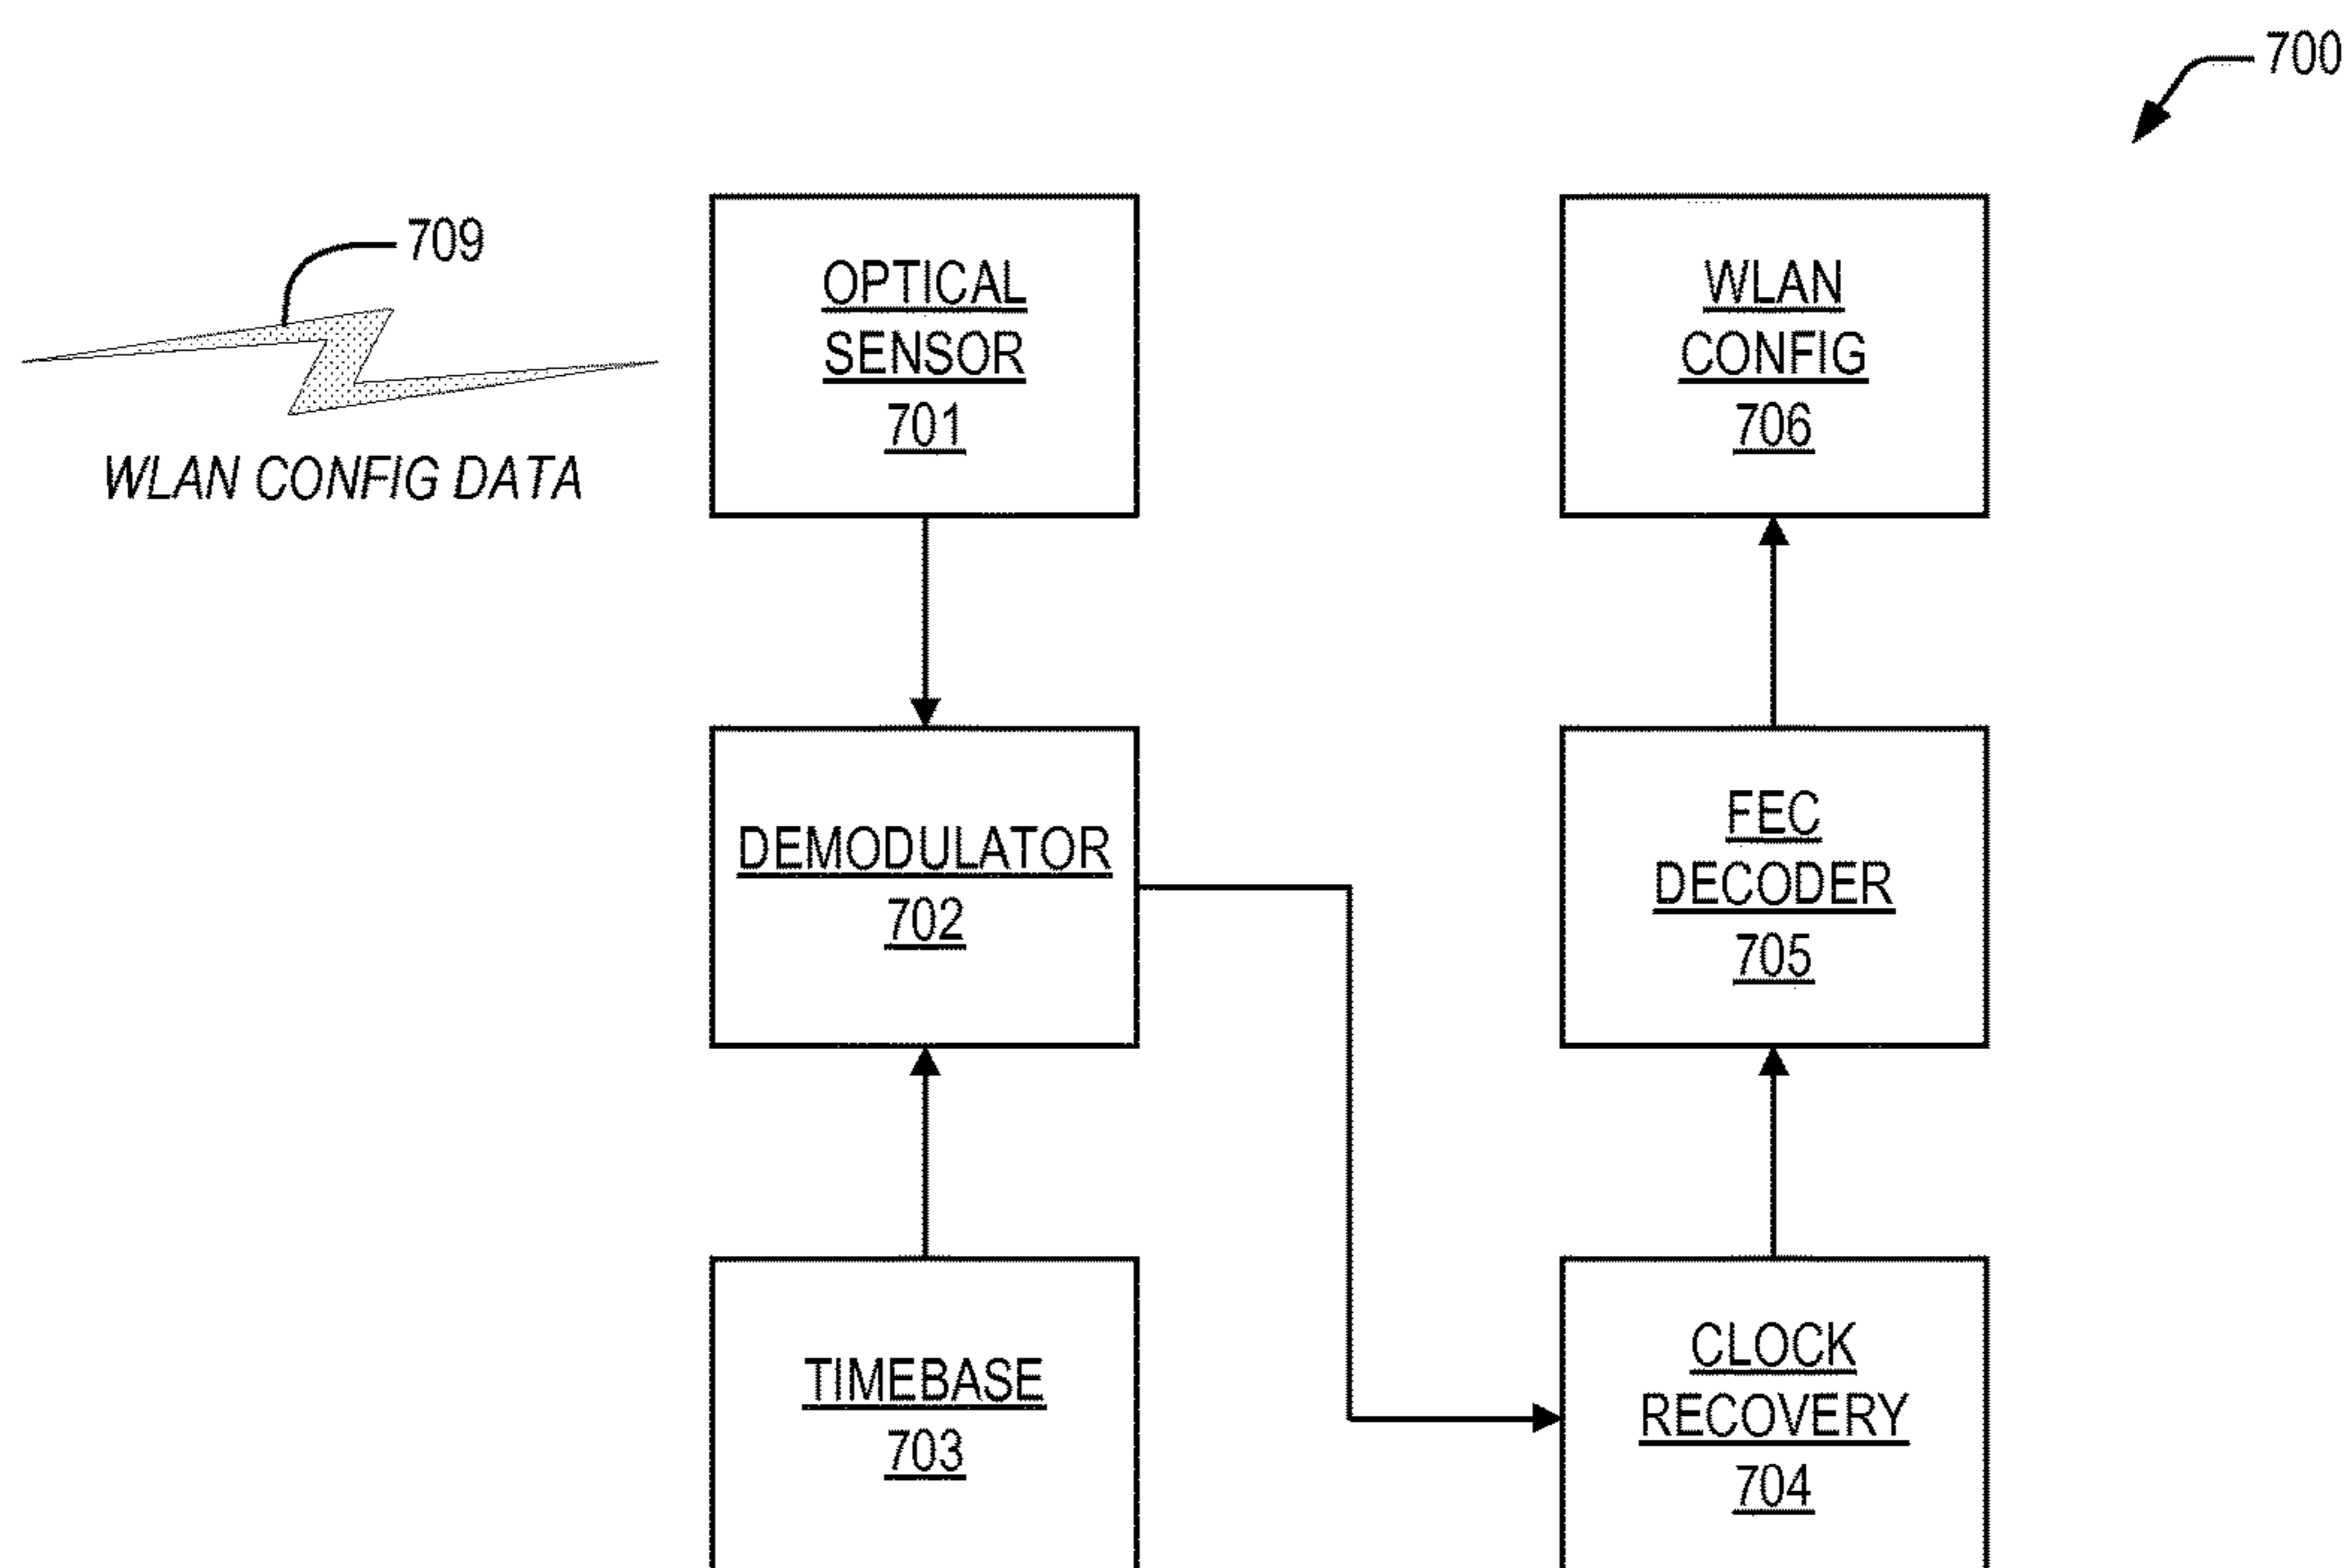 700
709
WLAN CONFIG DATA
OPTICAL
SENSOR
701
WLAN
CONFIG
706
DEMODULATOR
702
FEC
DECODER
705
TIMEBASE
703
CLOCK
RECOVERY
704